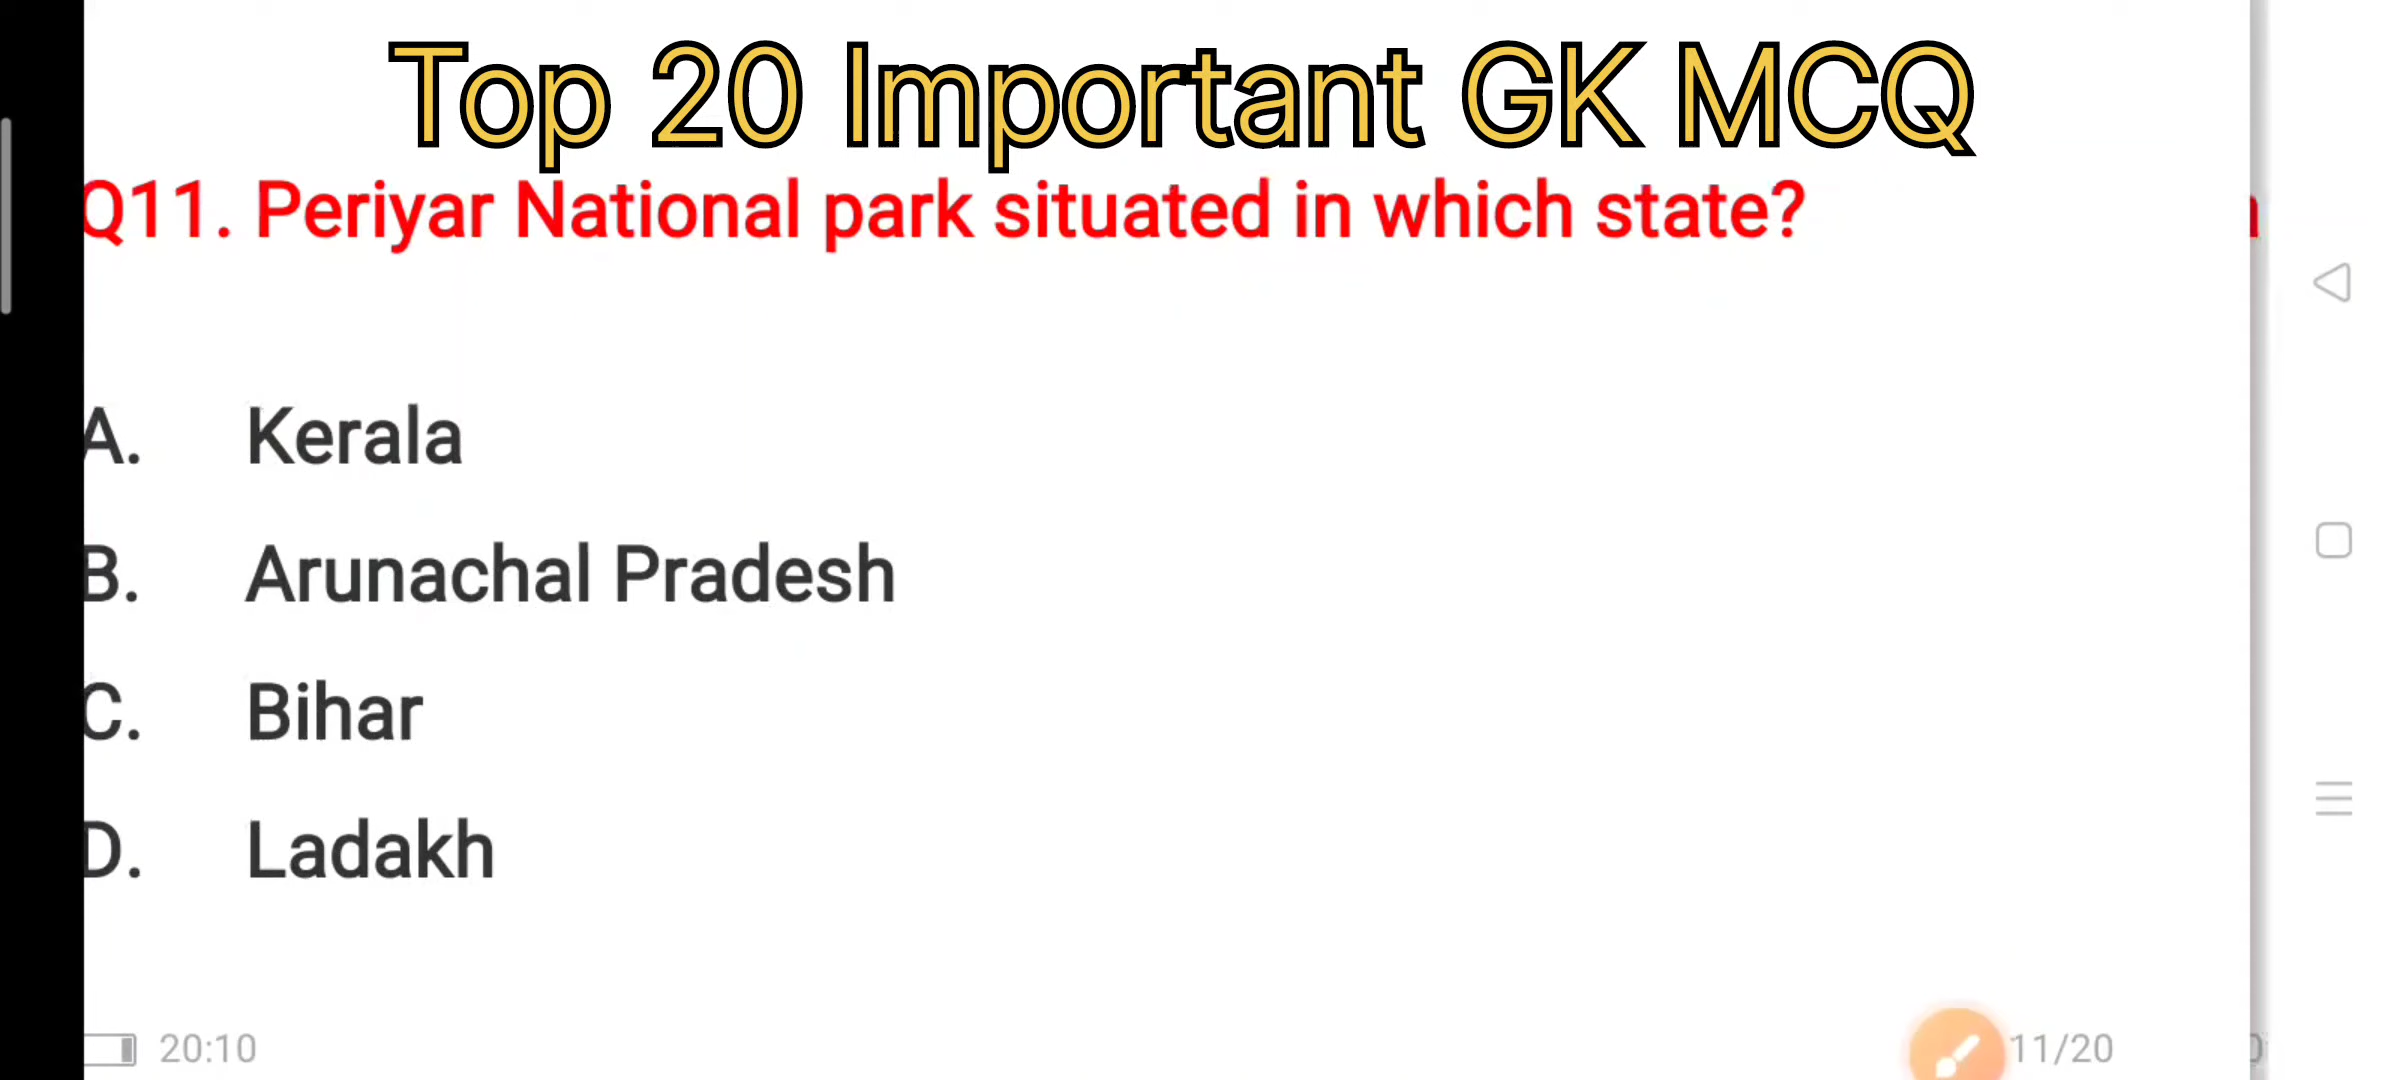 Top 20 Important GK MCQ
Q11. Periyar National park situated in which state?
A. Kerala
B. Arunachal Pradesh
C. Bihar
D. Ladakh
20:10
11/20